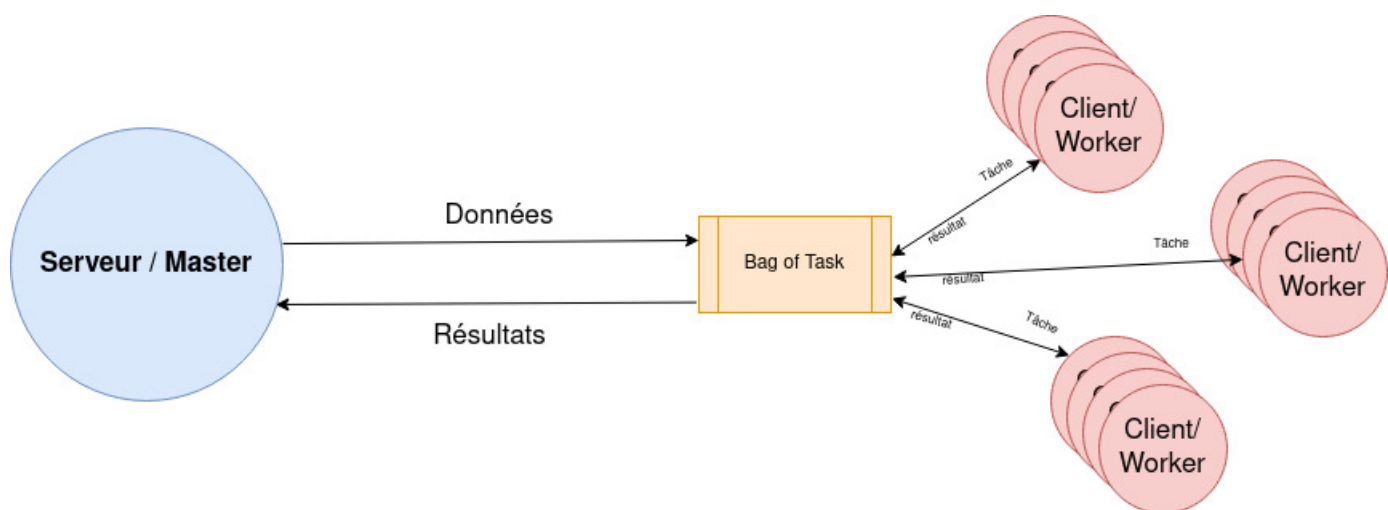 Serveur / Master
Données
Résultats
Bag of Task
Tâche
résultat
Client/
Worker
Tâche
résultat
Client/
Worker
Tâche
résultat
Client/
Worker